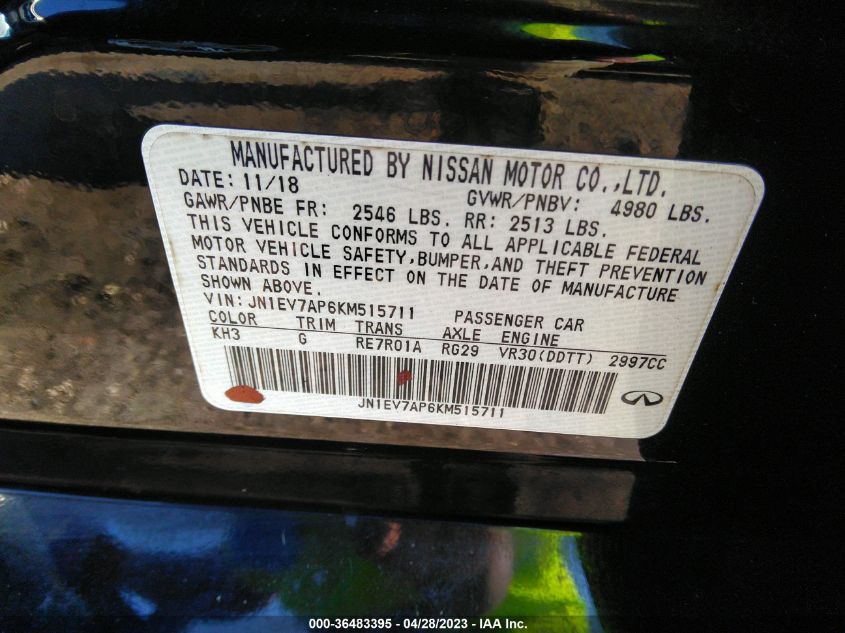 MANUFACTURED BY NISSAN MOTOR CO.,LTD.
DATE: 11/18 GVWR/PNBV: 4980 LBS.
GAWR/PNBE FR: 2546 LBS. RR: 2513 LBS.
THIS VEHICLE CONFORMS TO ALL APPLICABLE FEDERAL
MOTOR VEHICLE SAFETY,BUMPER,AND THEFT PREVENTION
STANDARDS IN EFFECT ON THE DATE OF MANUFACTURE
SHOWN ABOVE.
VIN: JN1EV7AP6KM515711 PASSENGER CAR
COLOR TRIM TRANS AXLE ENGINE
KH3 G RE7R01A RG29 VR30(DDTT) 2997CC
JN1EV7AP6KM515711
000-36483395 - 04/28/2023 - IAA Inc.